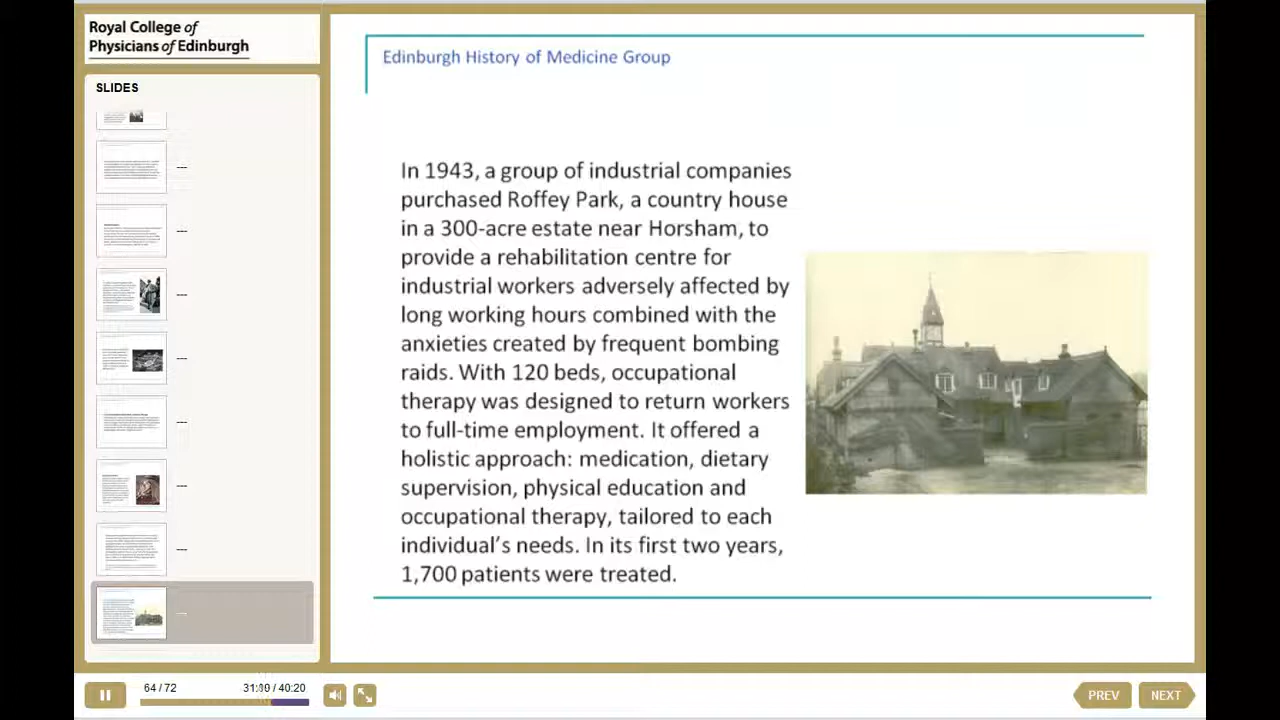 Royal College of
Physicians of Edinburgh
SLIDES
Edinburgh History of Medicine Group
In 1943, a group of industrial companies
purchased Roffey Park, a country house
in a 300-acre estate near Horsham, to
provide a rehabilitation centre for
industrial workers adversely affected by
long working hours combined with the
anxieties created by frequent bombing
raids. With 120 beds, occupational
therapy was designed to return workers
to full-time employment. It offered a
holistic approach: medication, dietary
supervision, physical education and
occupational therapy, tailored to each
individual's need. In its first two years,
1,700 patients were treated.
64 / 72
/ 40:20
PREV
NEXT